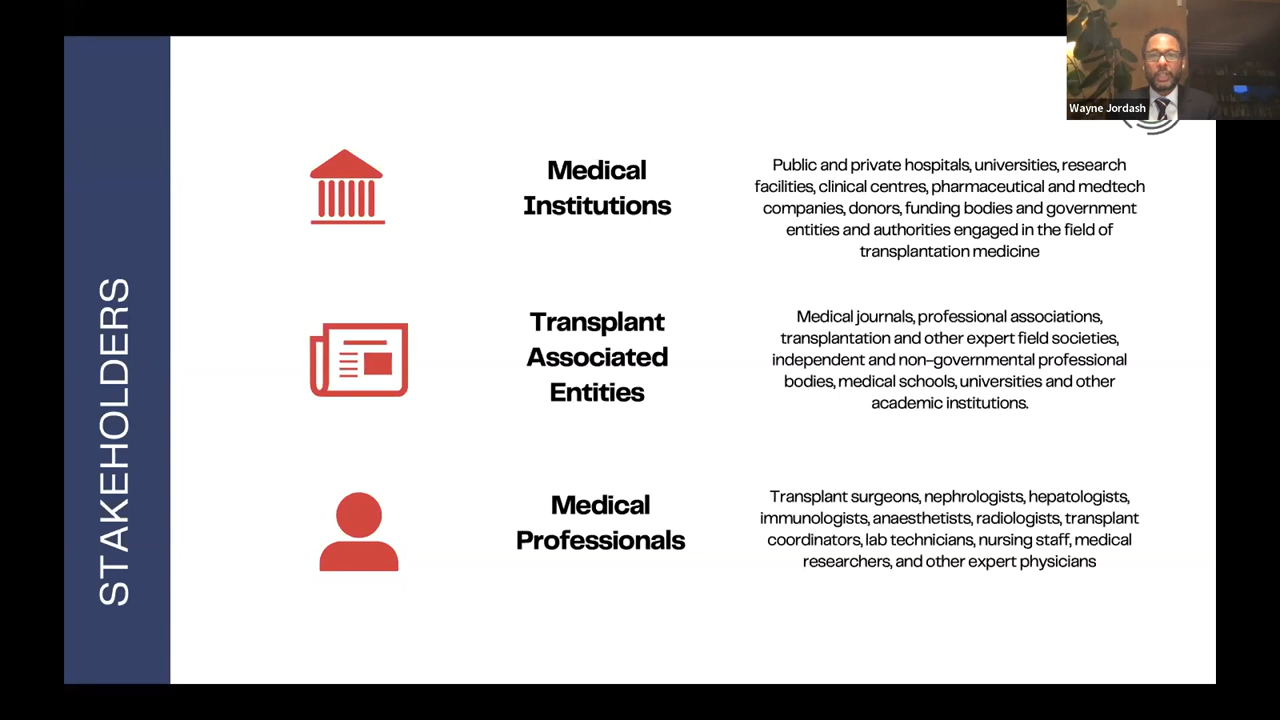 Wayne Jordash
STAKEHOLDERS
Medical
Institutions
Public and private hospitals, universities, research
facilities, clinical centres, pharmaceutical and medtech
companies, donors, funding bodies and government
entities and authorities engaged in the field of
transplantation medicine
Transplant
Associated
Entities
Medical journals, professional associations,
transplantation and other expert field societies,
independent and non-governmental professional
bodies, medical schools, universities and other
academic institutions.
Medical
Professionals
Transplant surgeons, nephrologists, hepatologists,
immunologists, anaesthetists, radiologists, transplant
coordinators, lab technicians, nursing staff, medical
researchers, and other expert physicians